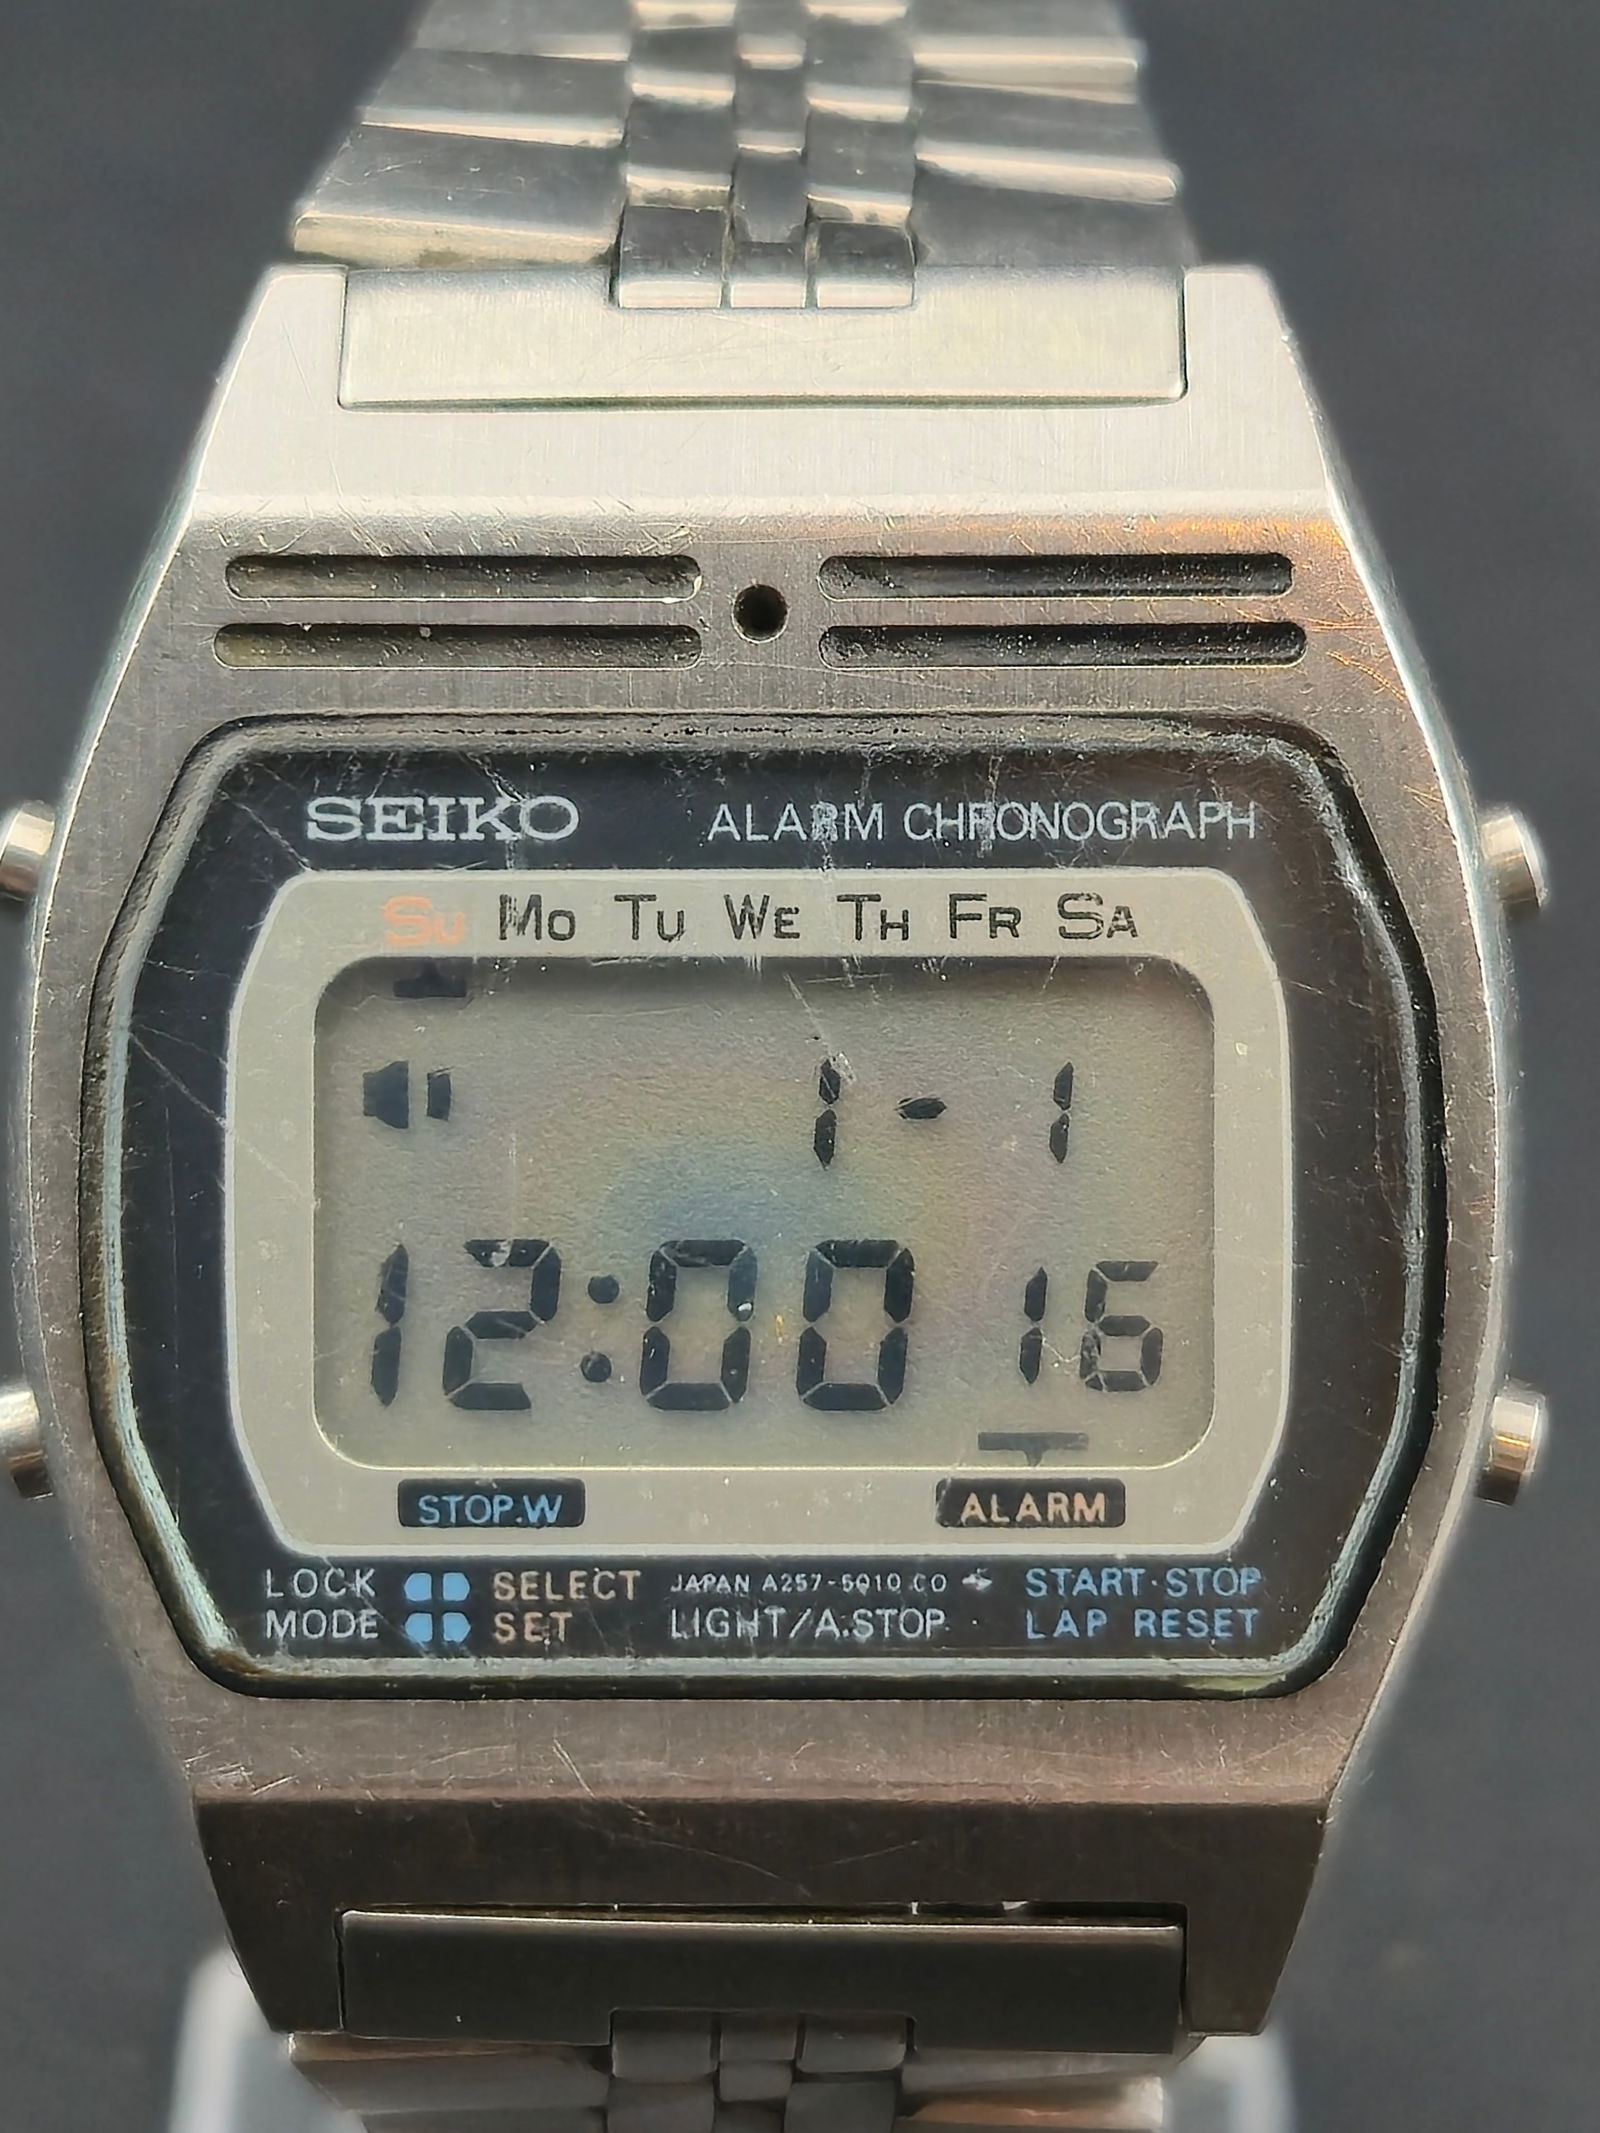 SEIKO ALARM CHRONOGRAPH
Su Mo Tu We Th Fr Sa
1-1
12:00 16
STOP.W ALARM
LOCK SELECT JAPAN A257-5010.CO START·STOP
MODE SET LIGHT/A.STOP LAP RESET